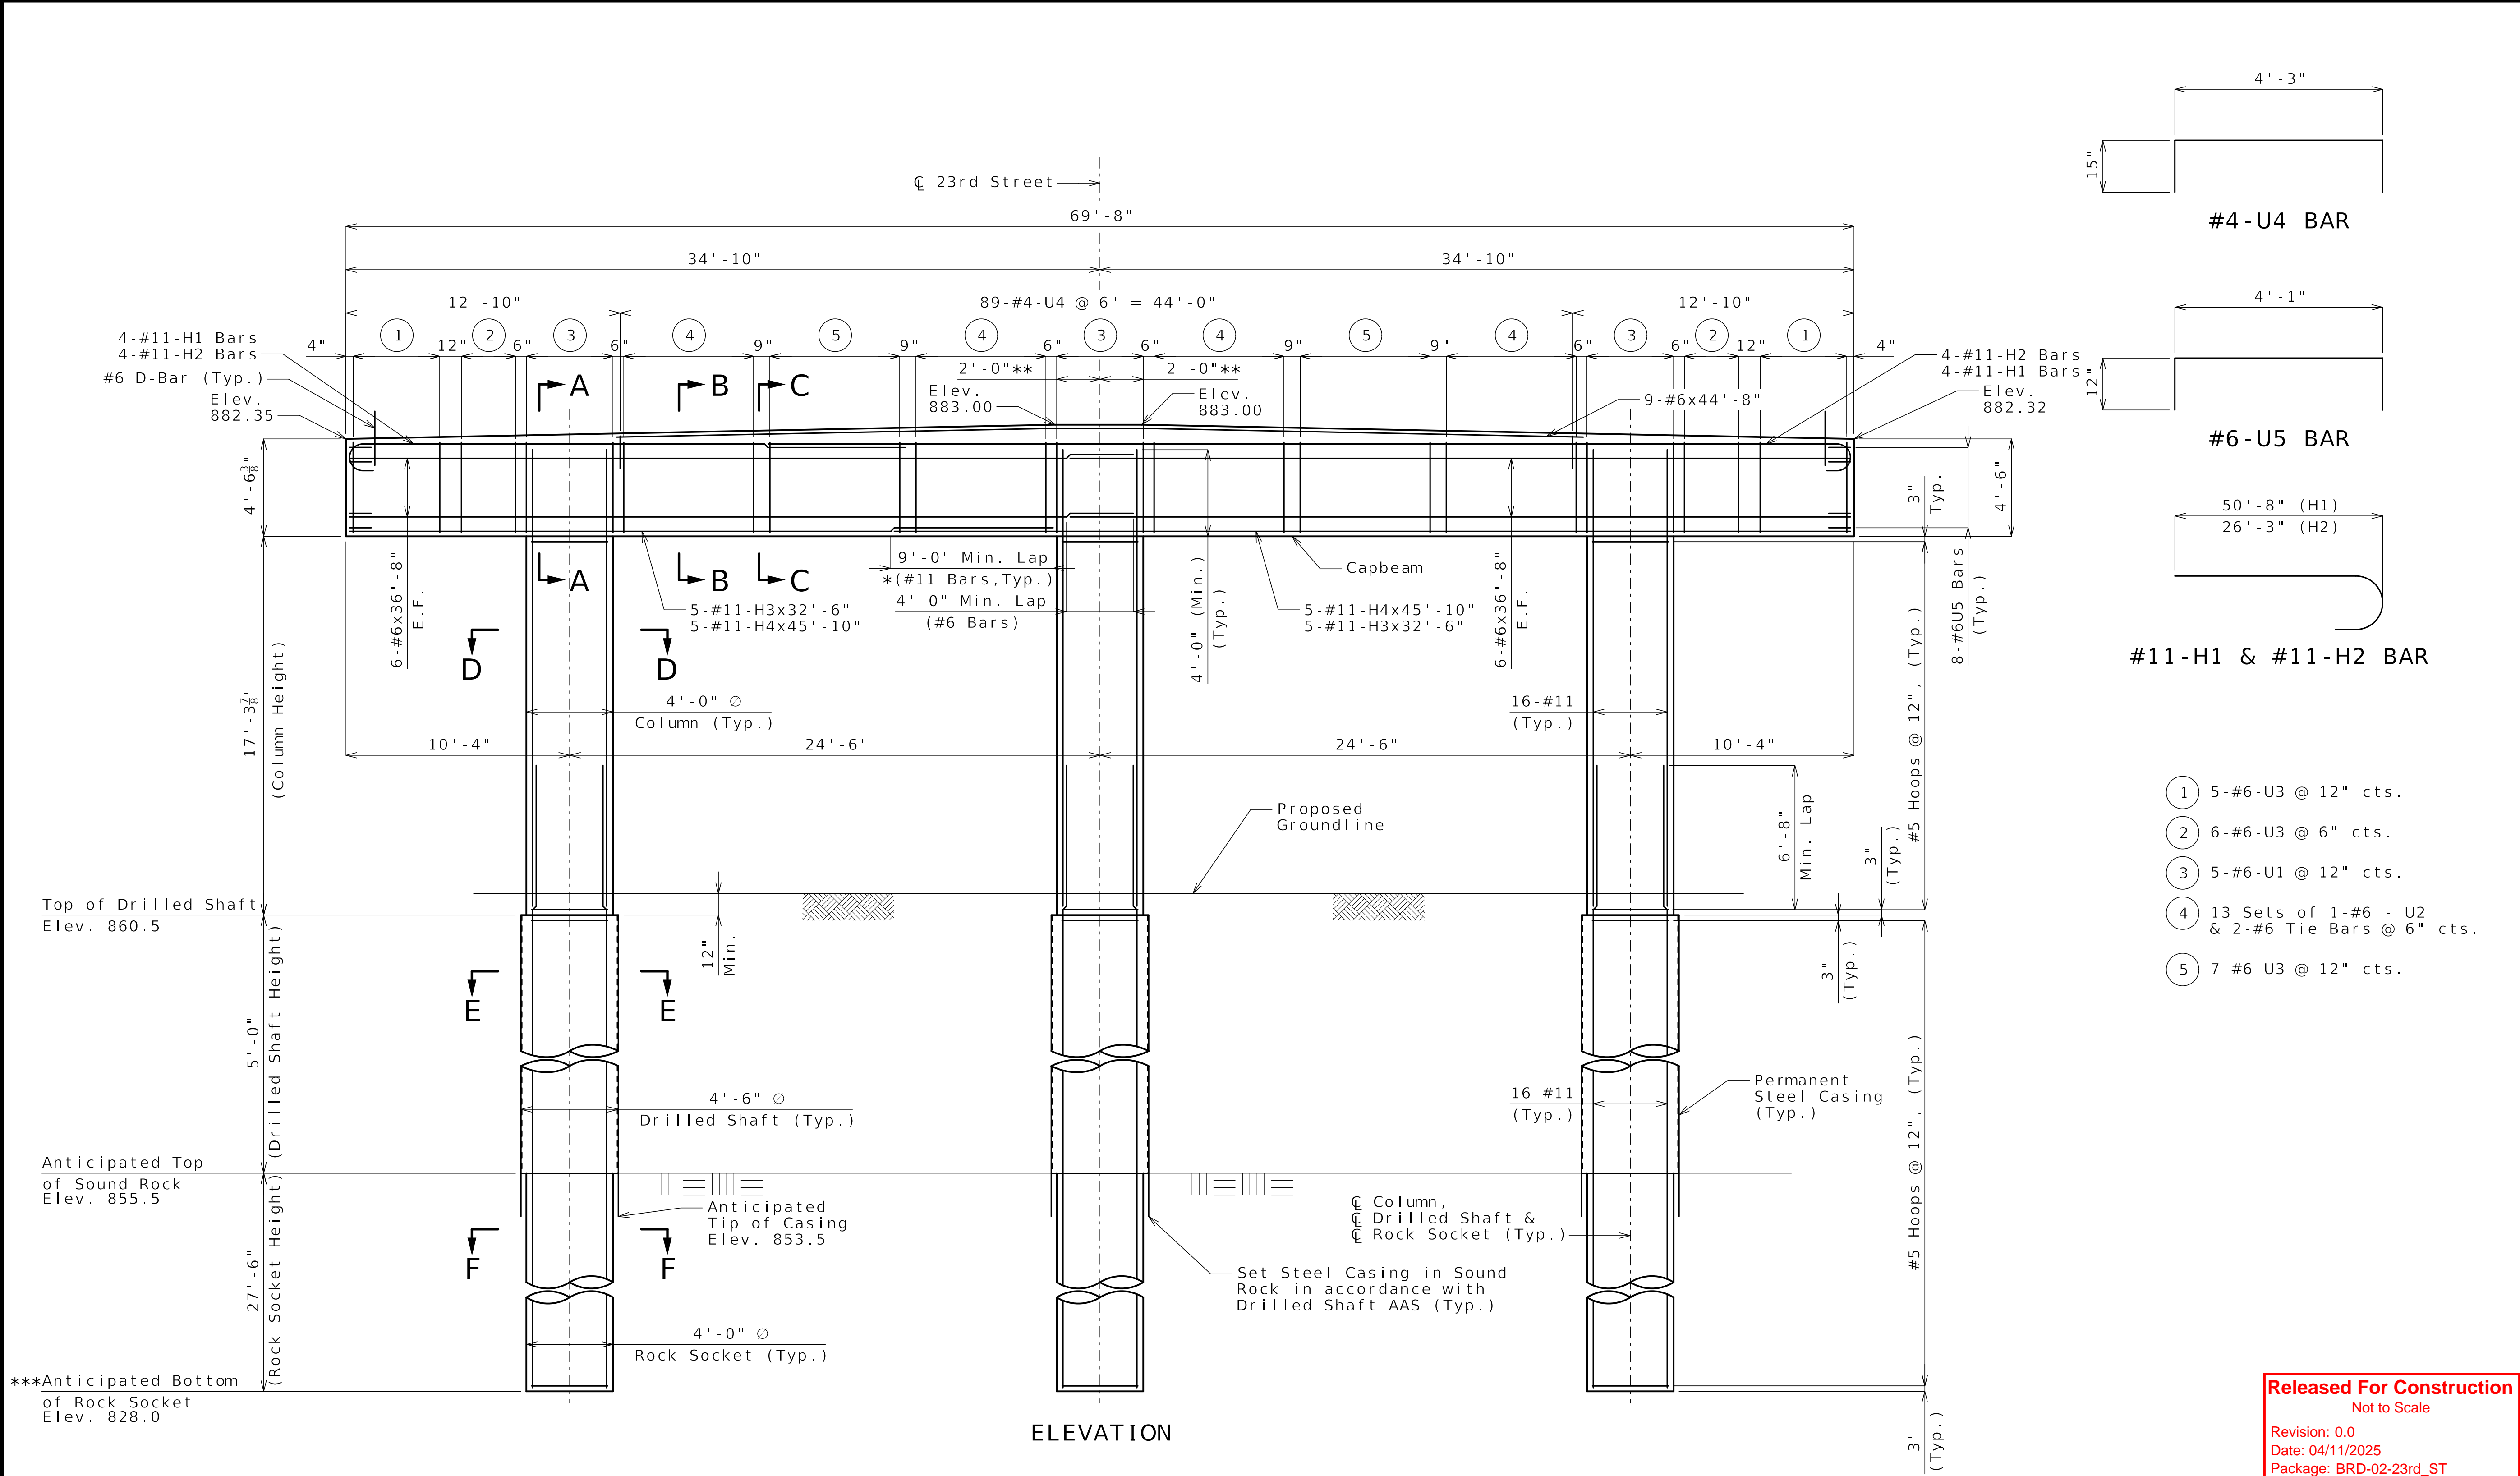 4'-3"
15"
#4-U4 BAR
4'-1"
12"
#6-U5 BAR
50'-8" (H1)
26'-3" (H2)
#11-H1 & #11-H2 BAR
① 5-#6-U3 @ 12" cts.
② 6-#6-U3 @ 6" cts.
③ 5-#6-U1 @ 12" cts.
④ 13 Sets of 1-#6 - U2
& 2-#6 Tie Bars @ 6" cts.
⑤ 7-#6-U3 @ 12" cts.
℄ 23rd Street
69'-8"
34'-10" 34'-10"
12'-10" 89-#4-U4 @ 6" = 44'-0" 12'-10"
① ② ③ ④ ⑤ ④ ③ ④ ⑤ ④ ③ ② ①
4" 12" 6" 6" 9" 9" 6" 6" 9" 9" 6" 6" 12" 4"
4-#11-H1 Bars
4-#11-H2 Bars
#6 D-Bar (Typ.)
Elev.
882.35
A B C
2'-0"** 2'-0"**
Elev.
883.00
Elev.
883.00
9-#6x44'-8"
4-#11-H2 Bars
4-#11-H1 Bars
Elev.
882.32
4'-6⅜"
3"
Typ.
4'-6"
A B C
6-#6x36'-8"
E.F.
5-#11-H3x32'-6"
5-#11-H4x45'-10"
9'-0" Min. Lap
*(#11 Bars,Typ.)
4'-0" Min. Lap
(#6 Bars)
4'-0" (Min.)
(Typ.)
Capbeam
5-#11-H4x45'-10"
5-#11-H3x32'-6"
6-#6x36'-8"
E.F.
8-#6U5 Bars
(Typ.)
D D
17'-3⅞"
(Column Height)
4'-0" ∅
Column (Typ.)
16-#11
(Typ.)
#5 Hoops @ 12", (Typ.)
10'-4" 24'-6" 24'-6" 10'-4"
Proposed
Groundline
6'-8"
Min. Lap
3"
(Typ.)
Top of Drilled Shaft
Elev. 860.5
12"
Min.
3"
(Typ.)
E E
5'-0"
(Drilled Shaft Height)
4'-6" ∅
Drilled Shaft (Typ.)
16-#11
(Typ.)
Permanent
Steel Casing
(Typ.)
#5 Hoops @ 12", (Typ.)
Anticipated Top
of Sound Rock
Elev. 855.5
Anticipated
Tip of Casing
Elev. 853.5
℄ Column,
℄ Drilled Shaft &
℄ Rock Socket (Typ.)
F F
27'-6"
(Rock Socket Height)
Set Steel Casing in Sound
Rock in accordance with
Drilled Shaft AAS (Typ.)
4'-0" ∅
Rock Socket (Typ.)
***Anticipated Bottom
of Rock Socket
Elev. 828.0
3"
(Typ.)
ELEVATION
Released For Construction
Not to Scale
Revision: 0.0
Date: 04/11/2025
Package: BRD-02-23rd_ST